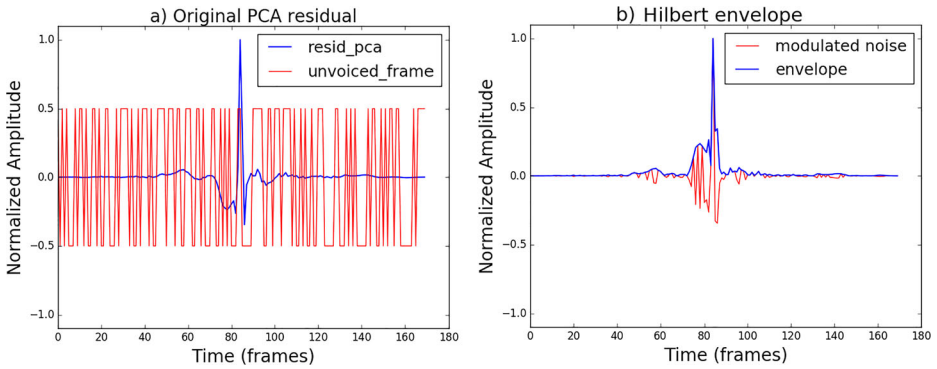 a) Original PCA residual
resid_pca
unvoiced_frame
Normalized Amplitude
1.0
0.5
0.0
−0.5
−1.0
0 20 40 60 80 100 120 140 160 180
Time (frames)
b) Hilbert envelope
modulated noise
envelope
Normalized Amplitude
1.0
0.5
0.0
−0.5
−1.0
0 20 40 60 80 100 120 140 160 180
Time (frames)